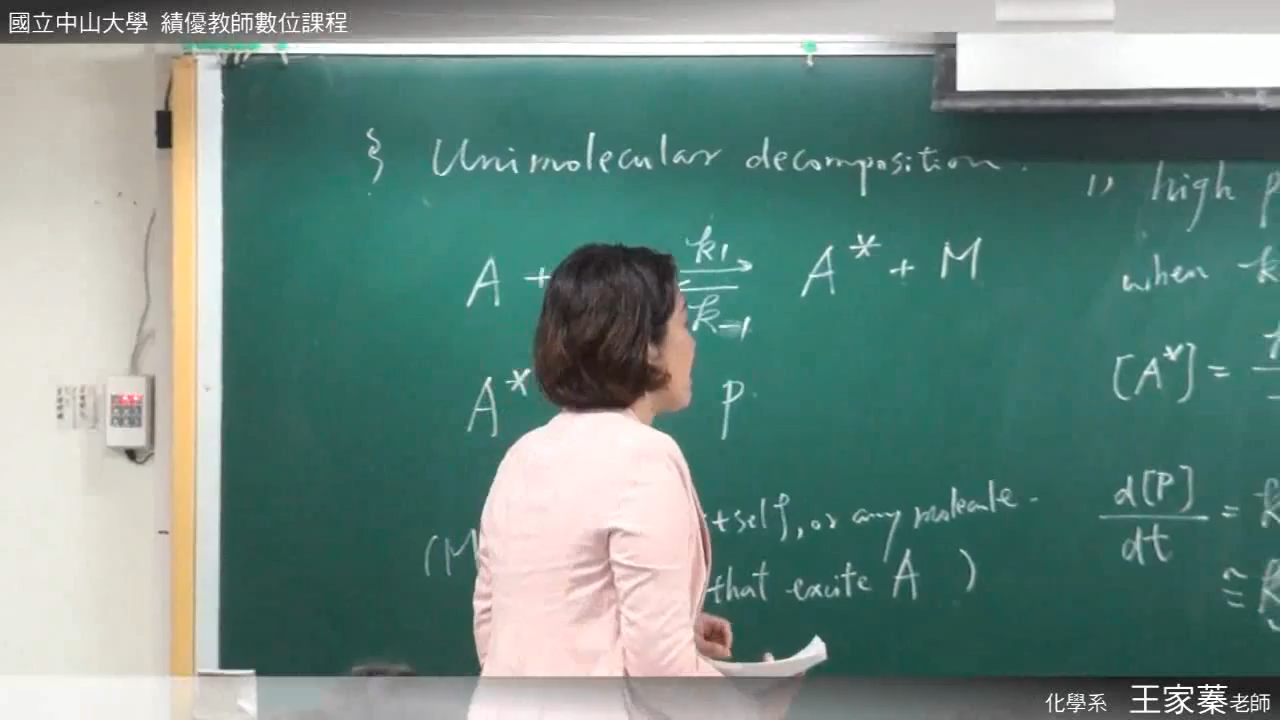 國立中山大學 績優教師數位課程
§ Unimolecular decomposition.
A + k1 A* + M
k-1
A* P
(M itself, or any molecule
that excite A )
1) high p
when k
[A*] =
d[P]
dt = k
≈ k
化學系 王家蓁老師